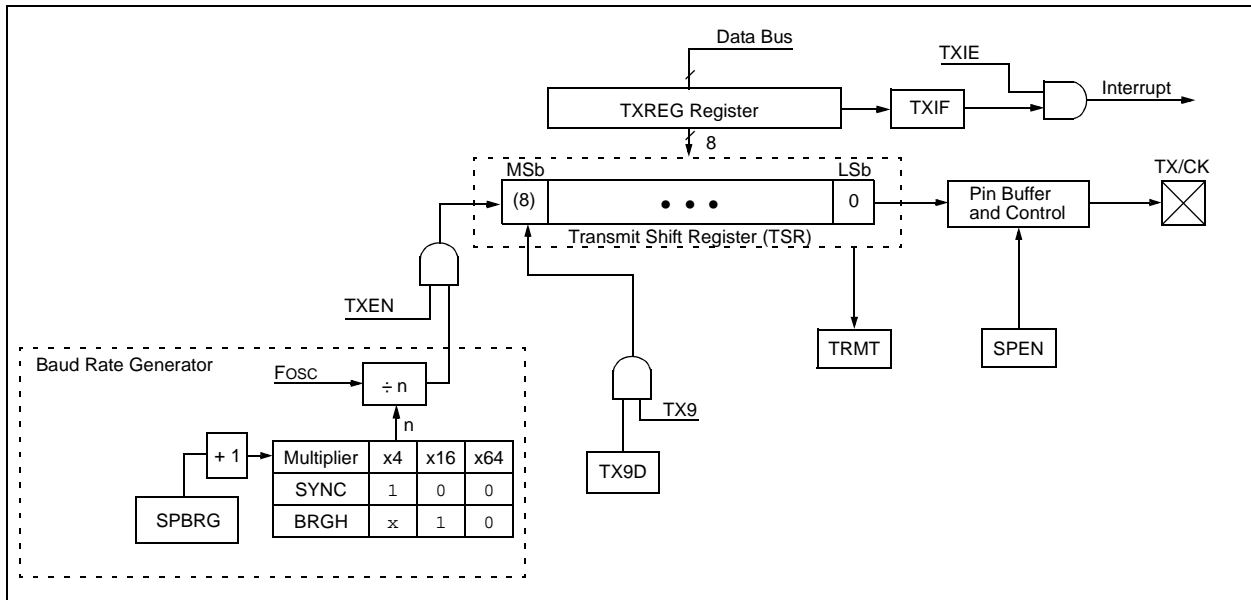 Data Bus
TXIE
Interrupt
TXREG Register
TXIF
8
MSb
LSb
TX/CK
(8)
• • •
0
Pin Buffer
and Control
Transmit Shift Register (TSR)
TXEN
TRMT
SPEN
Baud Rate Generator
FOSC
÷ n
TX9
n
+ 1
Multiplier x4 x16 x64
TX9D
SYNC 1 0 0
SPBRG
BRGH x 1 0